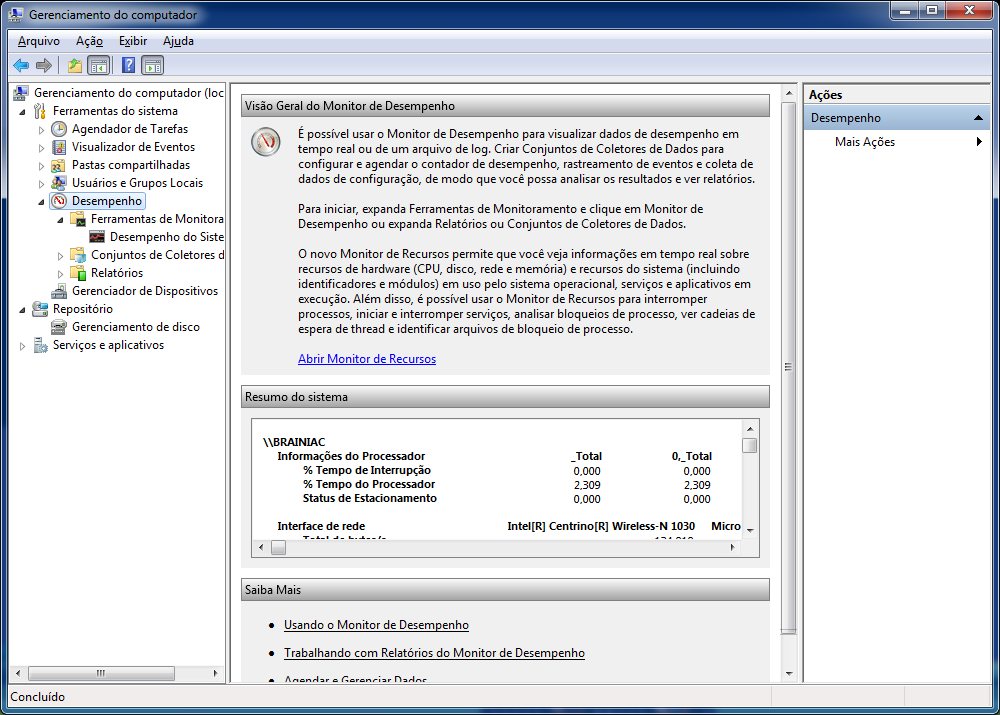 Gerenciamento do computador
Arquivo Ação Exibir Ajuda
Gerenciamento do computador (loc
Ferramentas do sistema
Agendador de Tarefas
Visualizador de Eventos
Pastas compartilhadas
Usuários e Grupos Locais
Desempenho
Ferramentas de Monitora
Desempenho do Siste
Conjuntos de Coletores d
Relatórios
Gerenciador de Dispositivos
Repositório
Gerenciamento de disco
Serviços e aplicativos
Visão Geral do Monitor de Desempenho
É possível usar o Monitor de Desempenho para visualizar dados de desempenho em
tempo real ou de um arquivo de log. Criar Conjuntos de Coletores de Dados para
configurar e agendar o contador de desempenho, rastreamento de eventos e coleta de
dados de configuração, de modo que você possa analisar os resultados e ver relatórios.
Para iniciar, expanda Ferramentas de Monitoramento e clique em Monitor de
Desempenho ou expanda Relatórios ou Conjuntos de Coletores de Dados.
O novo Monitor de Recursos permite que você veja informações em tempo real sobre
recursos de hardware (CPU, disco, rede e memória) e recursos do sistema (incluindo
identificadores e módulos) em uso pelo sistema operacional, serviços e aplicativos em
execução. Além disso, é possível usar o Monitor de Recursos para interromper
processos, iniciar e interromper serviços, analisar bloqueios de processo, ver cadeias de
espera de thread e identificar arquivos de bloqueio de processo.
Abrir Monitor de Recursos
Resumo do sistema
\\BRAINIAC
Informações do Processador _Total 0,_Total
% Tempo de Interrupção 0,000 0,000
% Tempo do Processador 2,309 2,309
Status de Estacionamento 0,000 0,000
Interface de rede Intel[R] Centrino[R] Wireless-N 1030 Micro
Total de bytes/s
Saiba Mais
• Usando o Monitor de Desempenho
• Trabalhando com Relatórios do Monitor de Desempenho
• Agendar e Gerenciar Dados
Ações
Desempenho
Mais Ações
Concluído